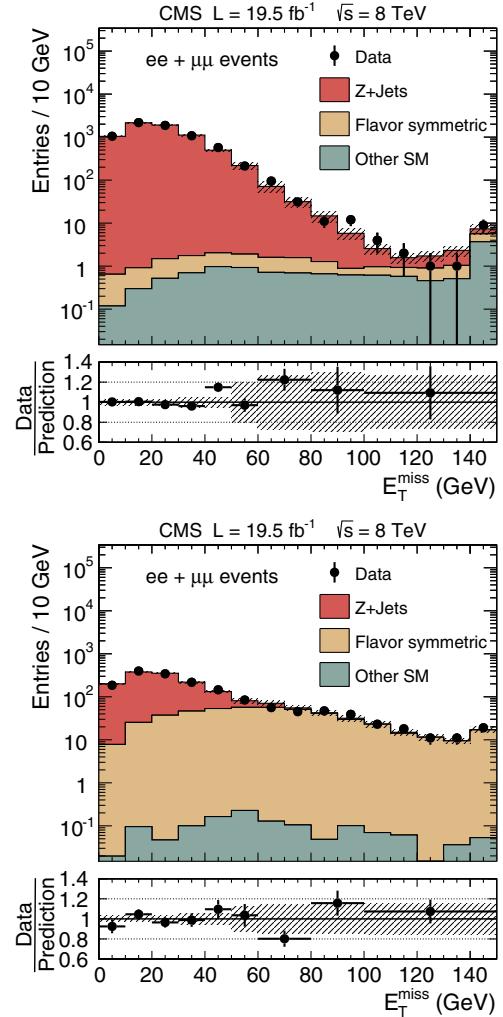 CMS L = 19.5 fb⁻¹ √s = 8 TeV
Entries / 10 GeV
10⁵
10⁴
10³
10²
10
1
10⁻¹
ee + μμ events
Data
Z+Jets
Flavor symmetric
Other SM
Data
Prediction
1.4
1.2
1.0
0.8
0.6
0 20 40 60 80 100 120 140
E_T^miss (GeV)
CMS L = 19.5 fb⁻¹ √s = 8 TeV
Entries / 10 GeV
10⁵
10⁴
10³
10²
10
1
10⁻¹
ee + μμ events
Data
Z+Jets
Flavor symmetric
Other SM
Data
Prediction
1.4
1.2
1
0.8
0.6
0 20 40 60 80 100 120 140
E_T^miss (GeV)